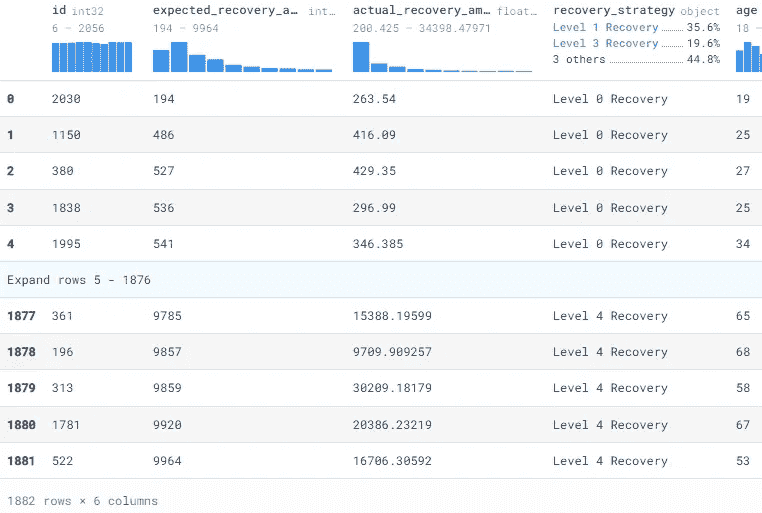 id int32 expected_recovery_a… int… actual_recovery_am… float… recovery_strategy object age
6 – 2056 194 – 9964 200.425 – 34398.47971 Level 1 Recovery 35.6% 18 –
Level 3 Recovery 19.6%
3 others 44.8%
0 2030 194 263.54 Level 0 Recovery 19
1 1150 486 416.09 Level 0 Recovery 25
2 380 527 429.35 Level 0 Recovery 27
3 1838 536 296.99 Level 0 Recovery 25
4 1995 541 346.385 Level 0 Recovery 34
Expand rows 5 – 1876
1877 361 9785 15388.19599 Level 4 Recovery 65
1878 196 9857 9709.909257 Level 4 Recovery 68
1879 313 9859 30209.18179 Level 4 Recovery 58
1880 1781 9920 20386.23219 Level 4 Recovery 67
1881 522 9964 16706.30592 Level 4 Recovery 53
1882 rows × 6 columns